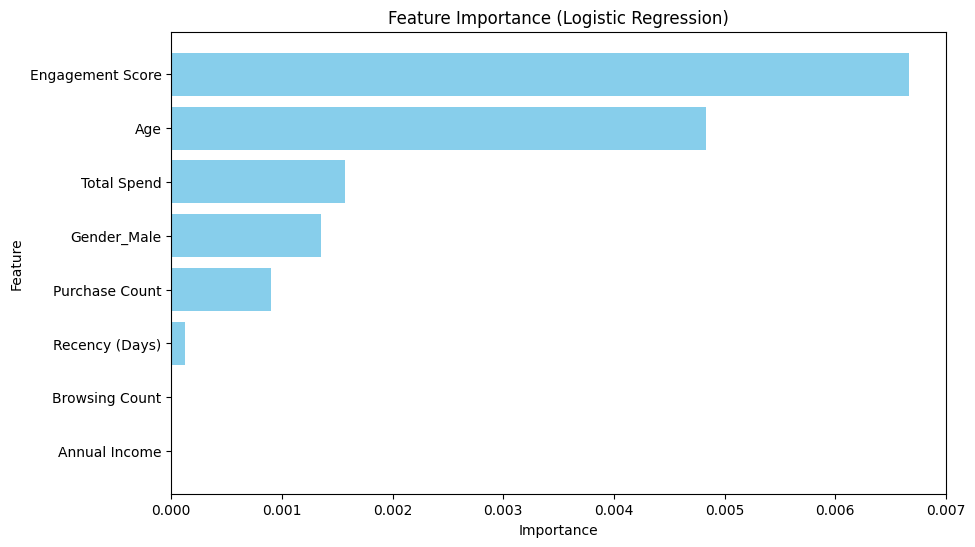 Feature Importance (Logistic Regression)
Feature
Engagement Score
Age
Total Spend
Gender_Male
Purchase Count
Recency (Days)
Browsing Count
Annual Income
0.000 0.001 0.002 0.003 0.004 0.005 0.006 0.007
Importance